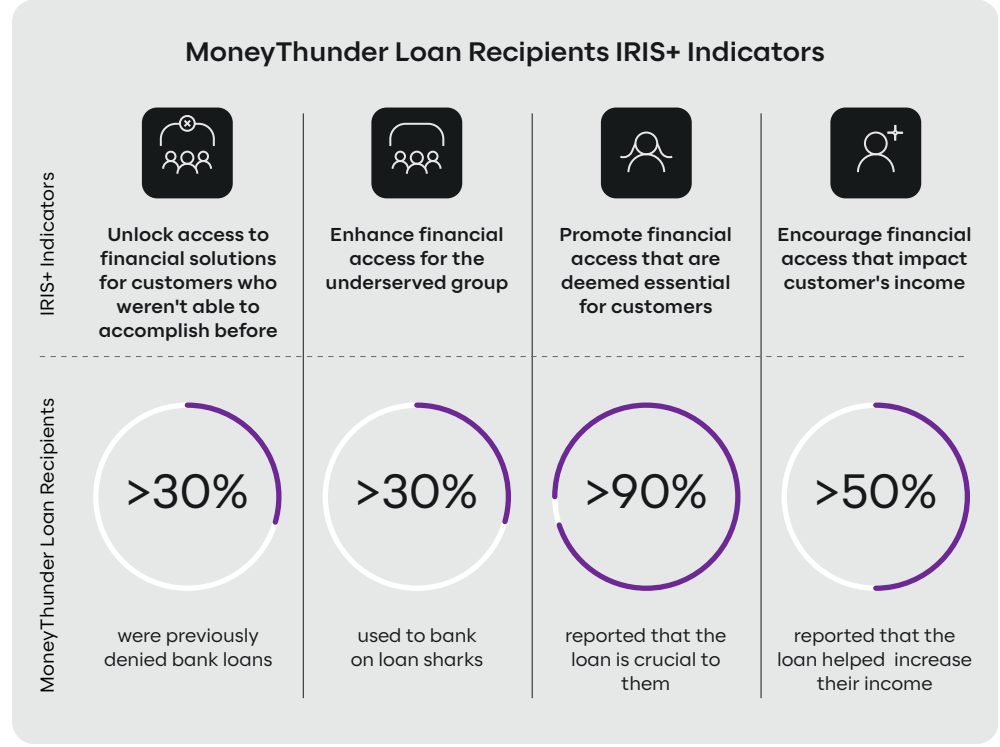 MoneyThunder Loan Recipients IRIS+ Indicators
IRIS+ Indicators
Unlock access to
financial solutions
for customers who
weren't able to
accomplish before
Enhance financial
access for the
underserved group
Promote financial
access that are
deemed essential
for customers
Encourage financial
access that impact
customer's income
MoneyThunder Loan Recipients
>30%
were previously
denied bank loans
>30%
used to bank
on loan sharks
>90%
reported that the
loan is crucial to
them
>50%
reported that the
loan helped increase
their income